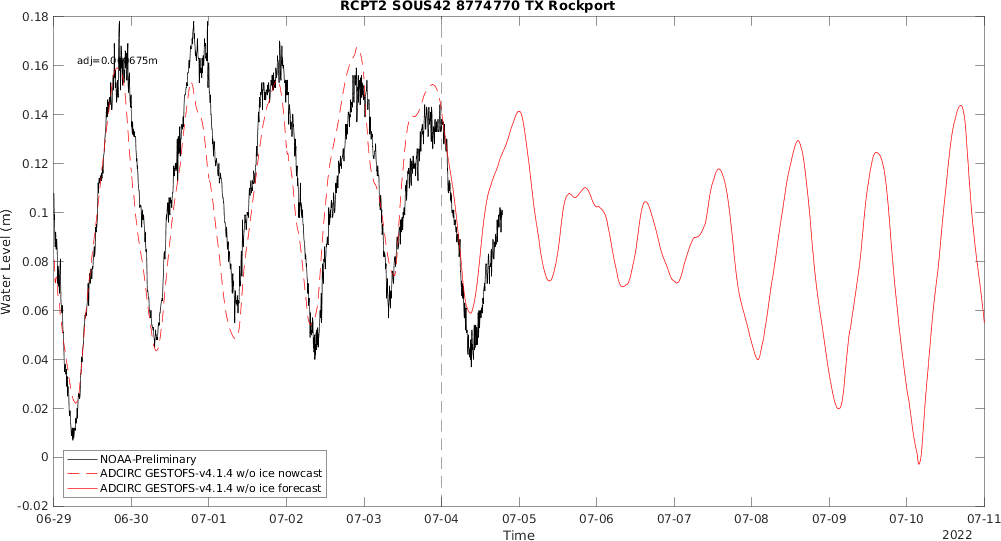 RCPT2 SOUS42 8774770 TX Rockport
0.18
0.16
0.14
0.12
0.1
0.08
0.06
0.04
0.02
0
-0.02
Water Level (m)
NOAA-Preliminary
ADCIRC GESTOFS-v4.1.4 w/o ice nowcast
ADCIRC GESTOFS-v4.1.4 w/o ice forecast
06-29 06-30 07-01 07-02 07-03 07-04 07-05 07-06 07-07 07-08 07-09 07-10 07-11
Time
2022